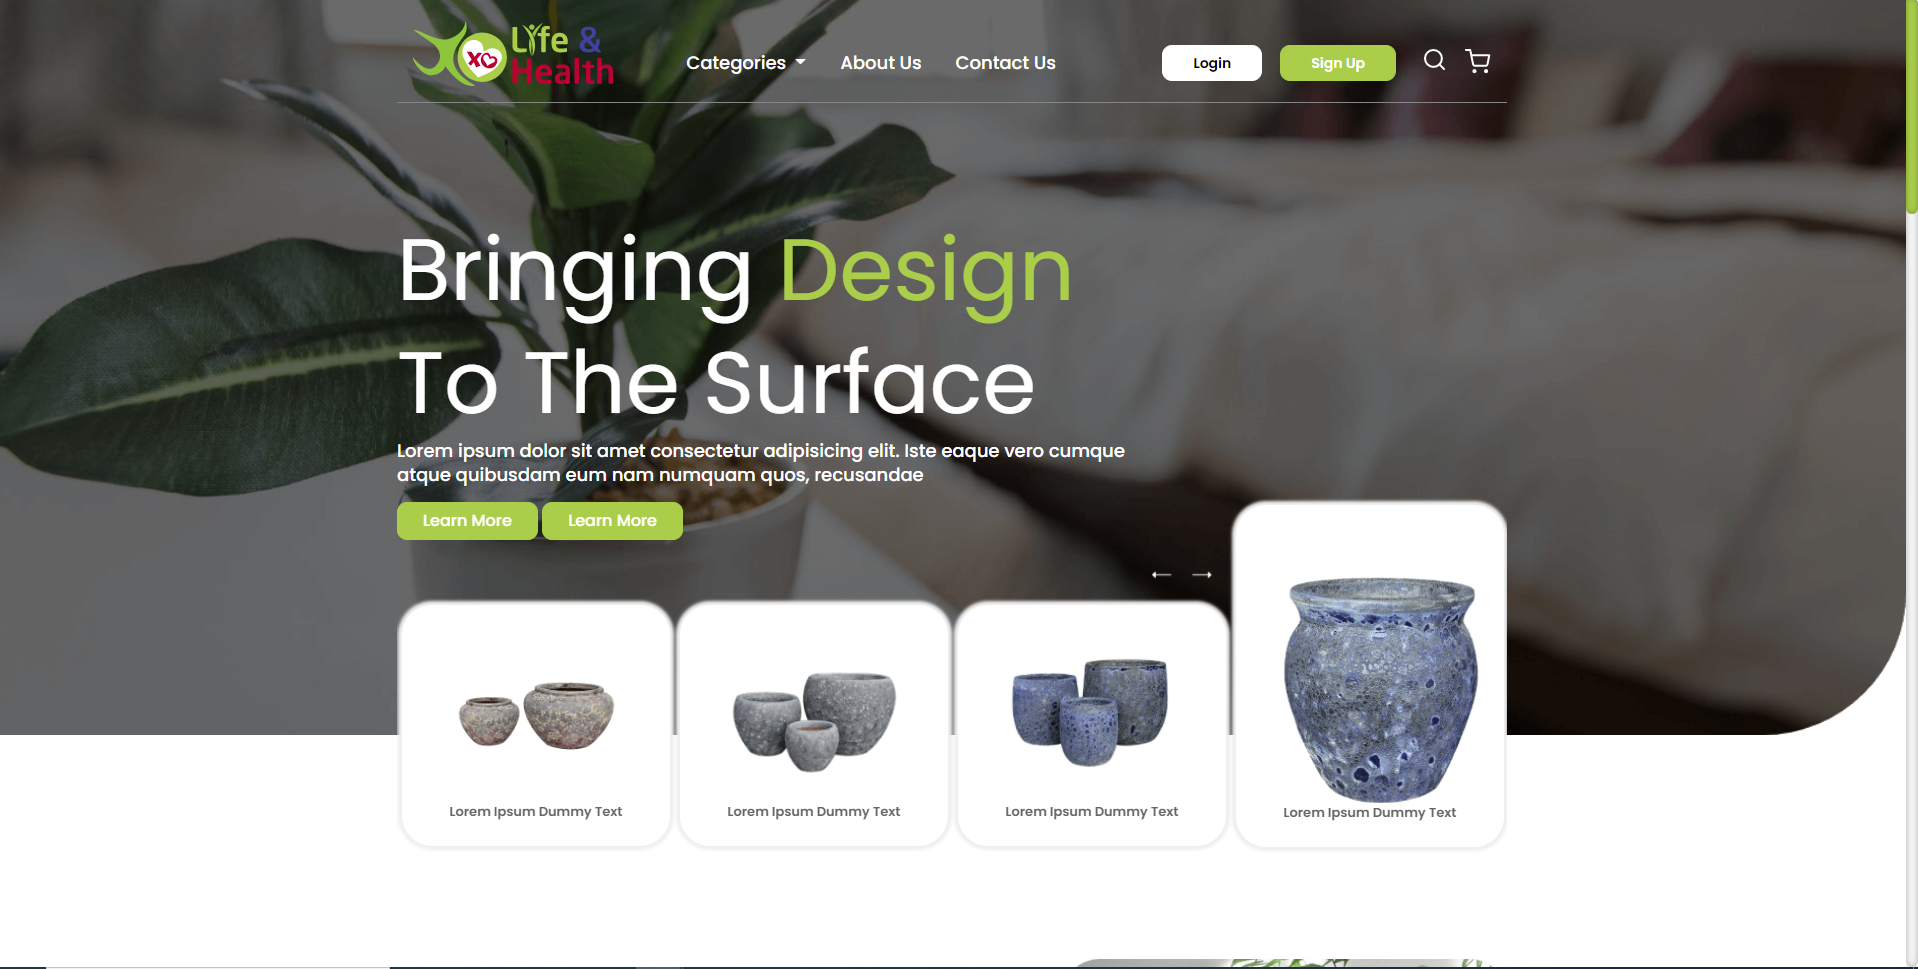 XO Life &
Health
Categories
About Us
Contact Us
Login
Sign Up
Bringing Design
To The Surface
Lorem ipsum dolor sit amet consectetur adipisicing elit. Iste eaque vero cumque
atque quibusdam eum nam numquam quos, recusandae
Learn More
Learn More
Lorem Ipsum Dummy Text
Lorem Ipsum Dummy Text
Lorem Ipsum Dummy Text
Lorem Ipsum Dummy Text